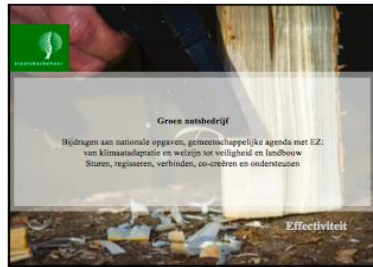 staatsbosbeheer
Groen nutsbedrijf
Bijdragen aan nationale opgaven, gemeenschappelijke agenda met EZ:
van klimaatadaptatie en welzijn tot veiligheid en landbouw
Sturen, regisseren, verbinden, co-creëren en ondersteunen
Effectiviteit